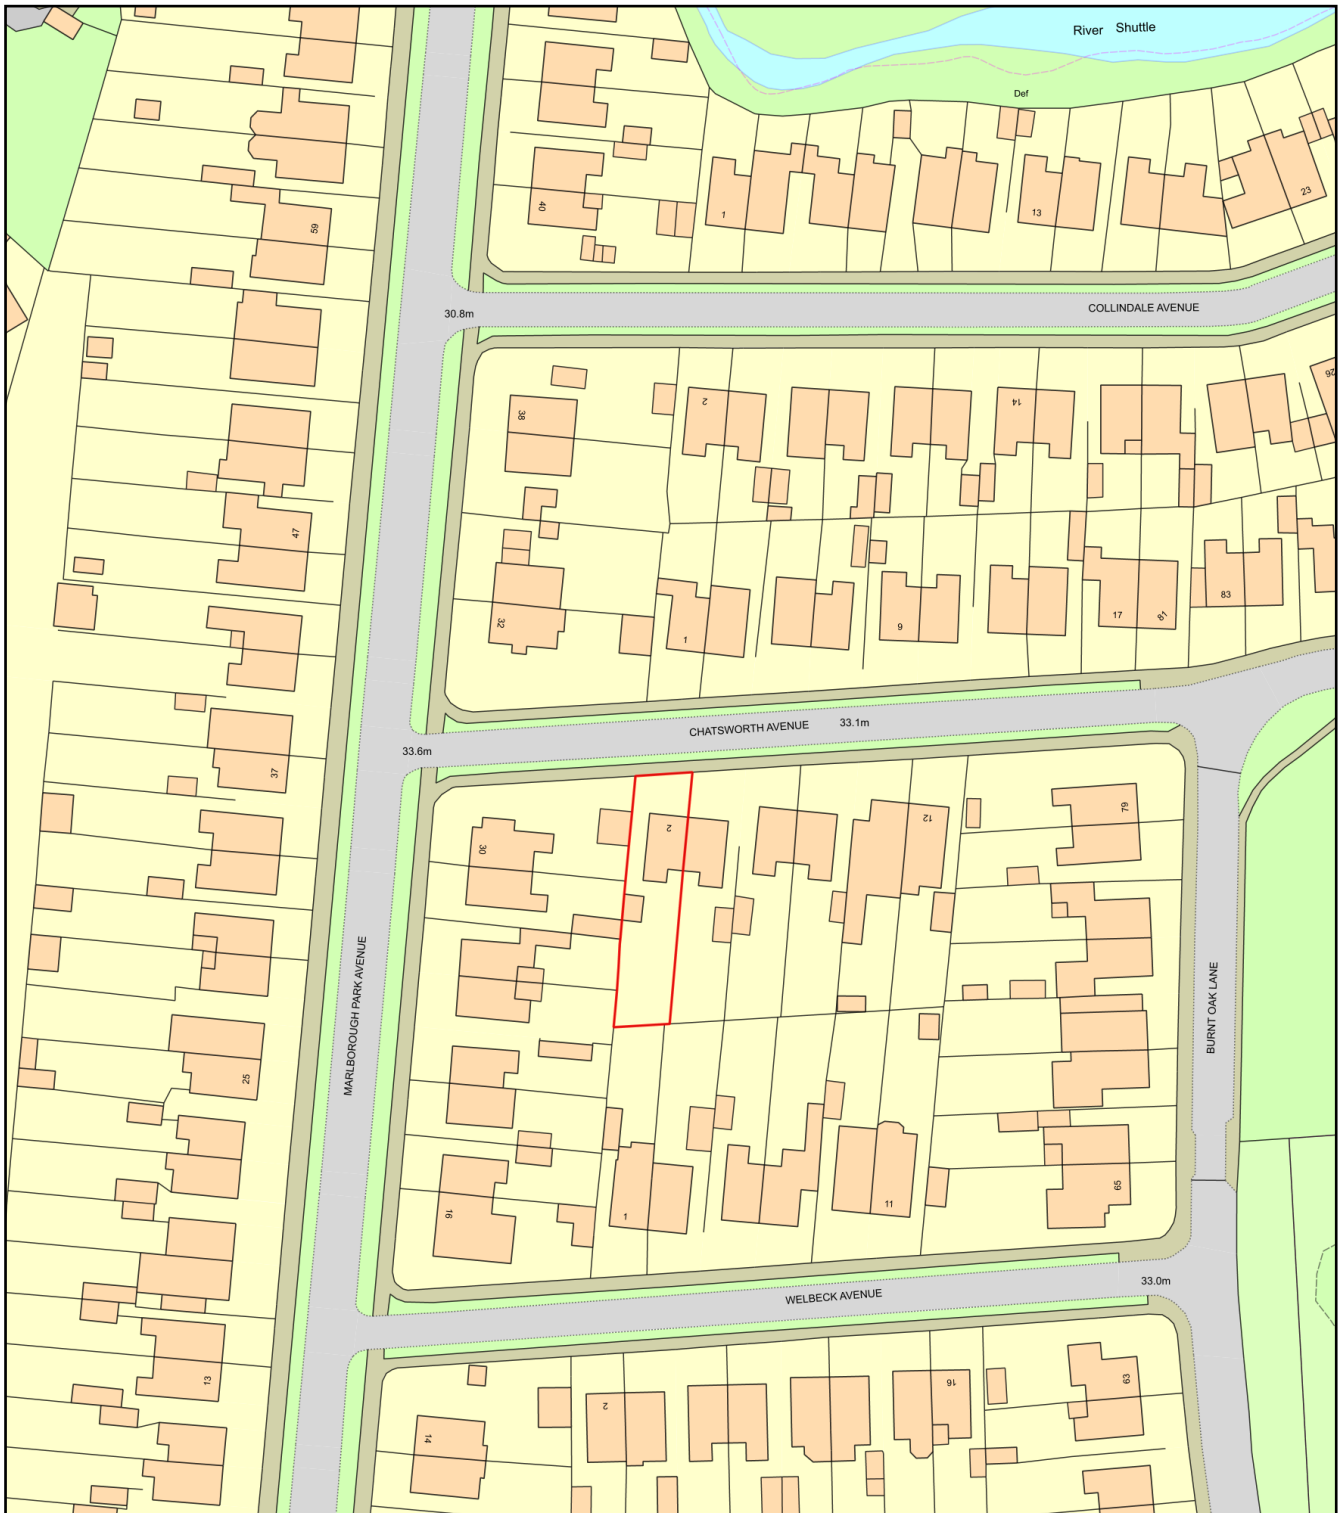 River Shuttle
Def
59
40
1
13
23
30.8m
COLLINDALE AVENUE
38
2
14
26
47
32
1
9
17
81
83
CHATSWORTH AVENUE
33.1m
33.6m
37
2
12
79
30
MARLBOROUGH PARK AVENUE
BURNT OAK LANE
25
16
1
11
65
WELBECK AVENUE
33.0m
13
14
2
16
63